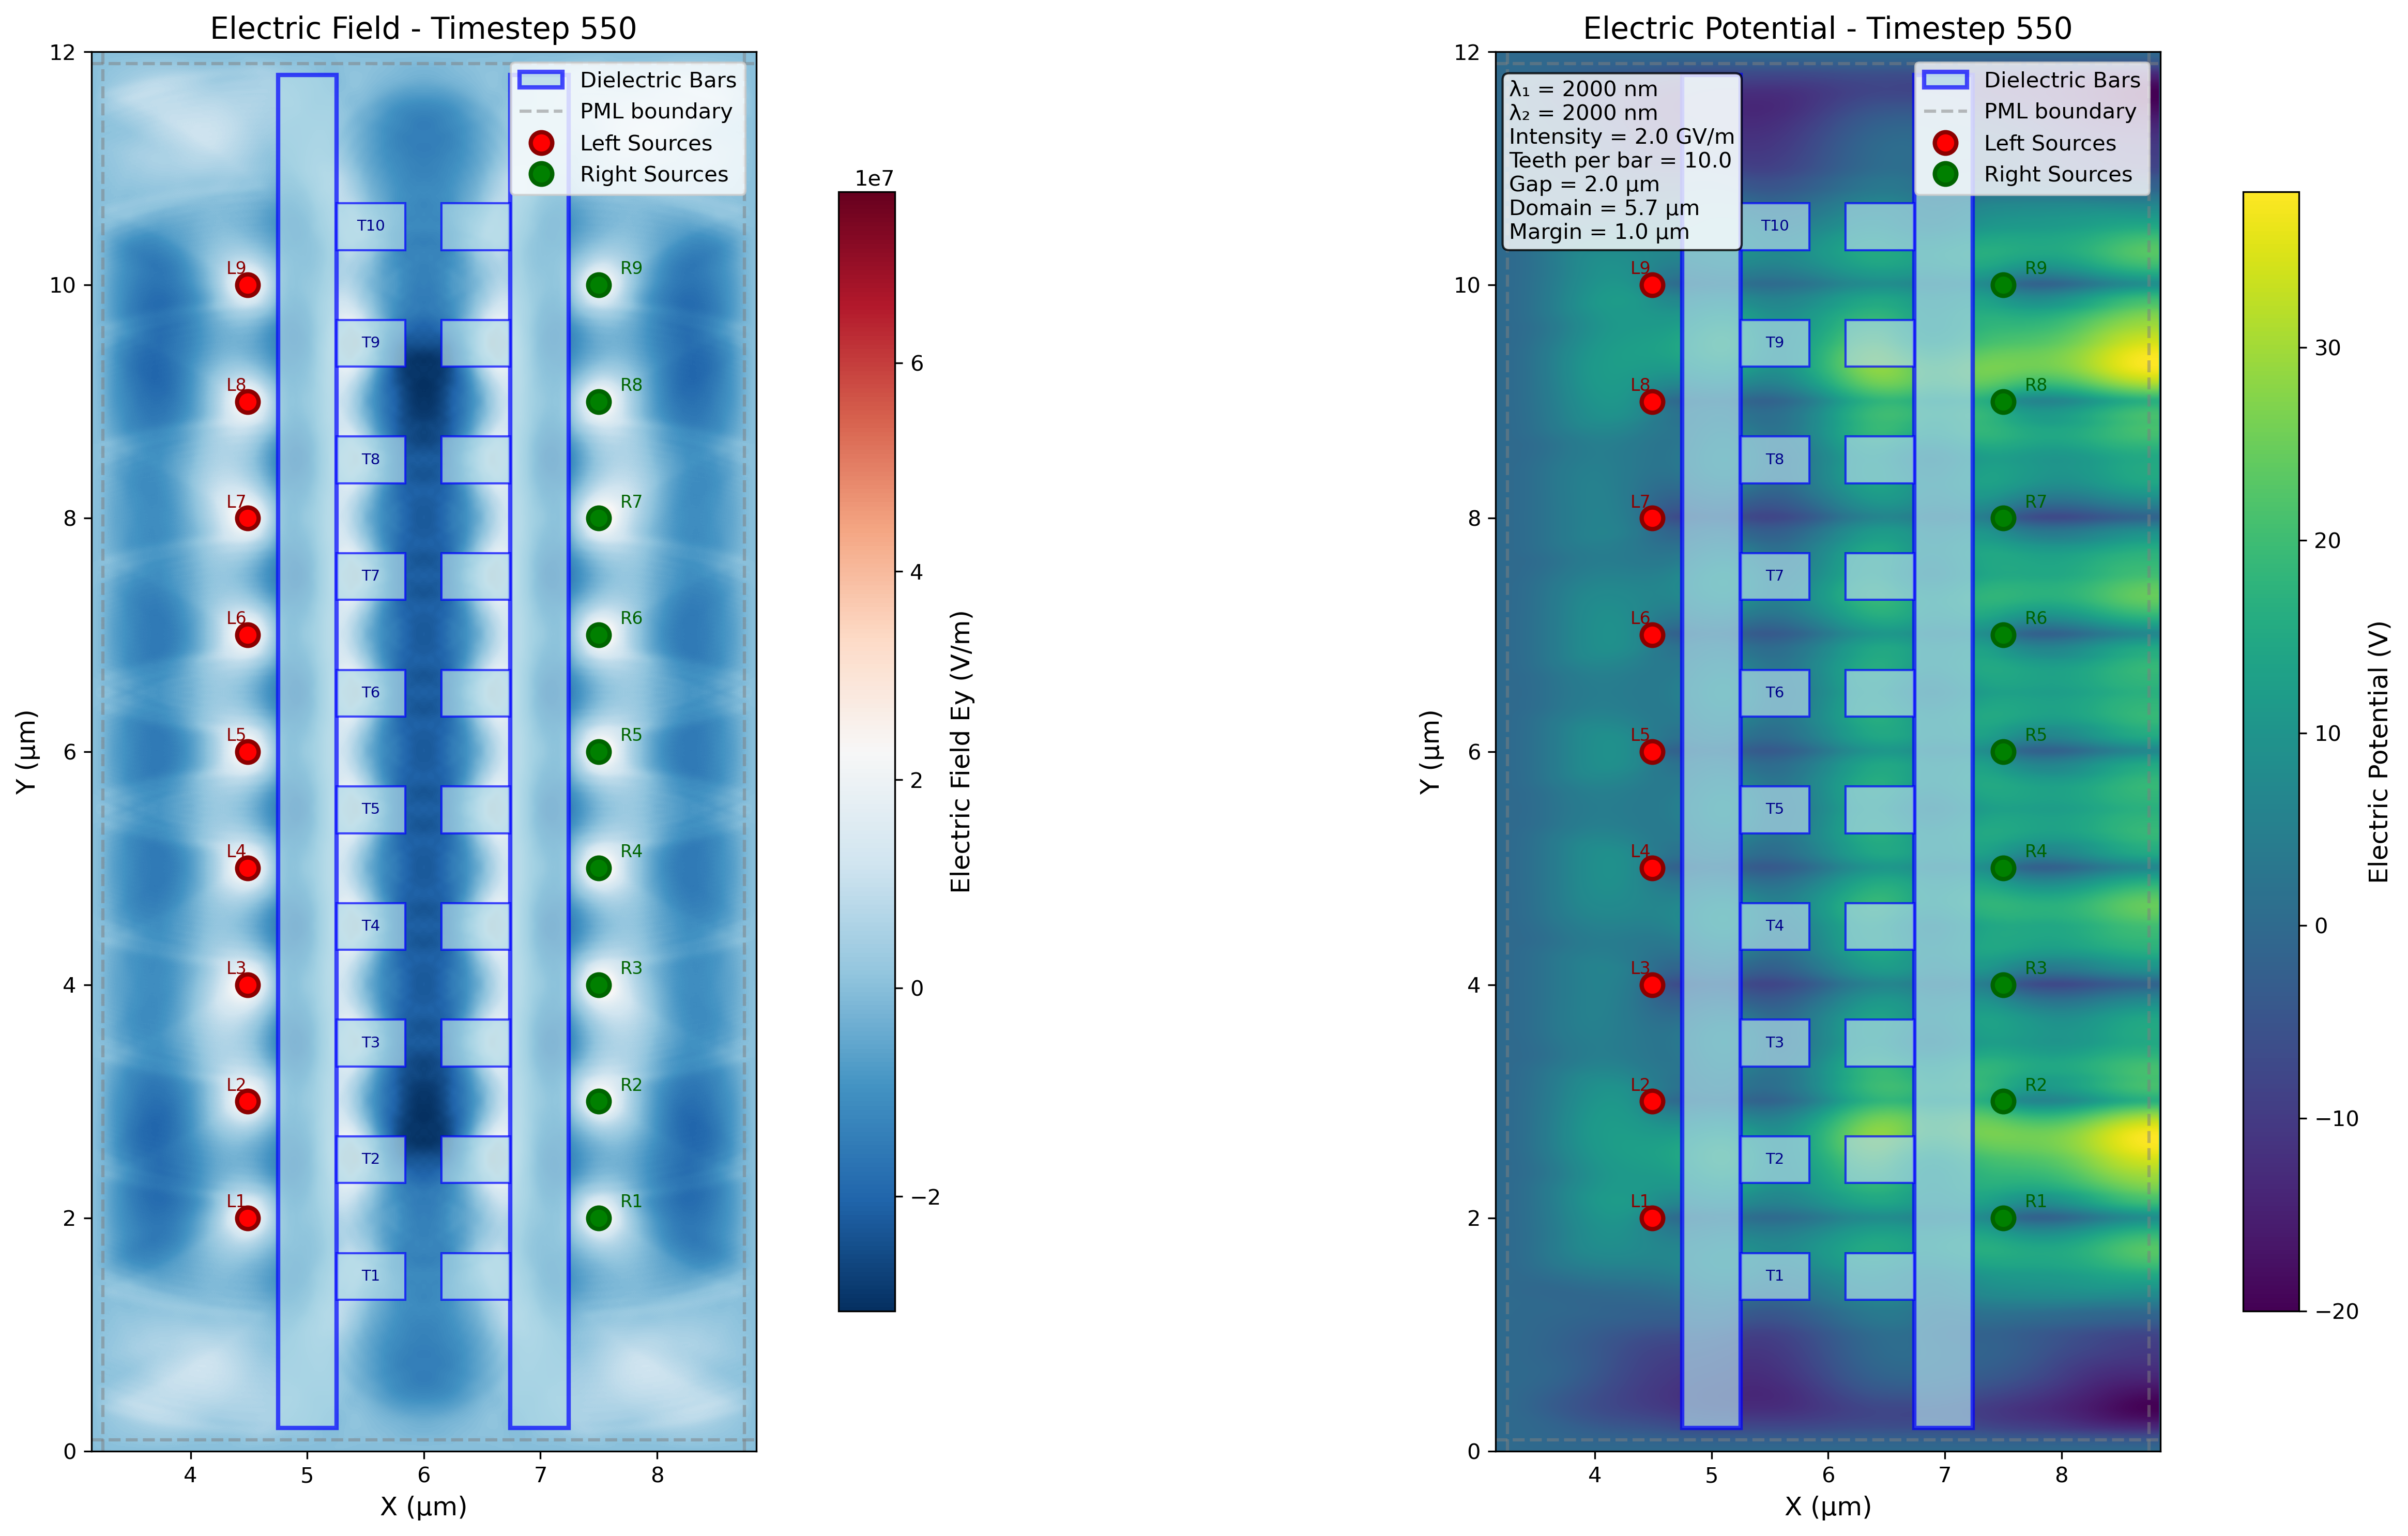 Electric Field - Timestep 550
Dielectric Bars
PML boundary
Left Sources
Right Sources
12
10
8
6
4
2
0
Y (µm)
4
5
6
7
8
X (µm)
L9
L8
L7
L6
L5
L4
L3
L2
L1
T10
T9
T8
T7
T6
T5
T4
T3
T2
T1
R9
R8
R7
R6
R5
R4
R3
R2
R1
1e7
6
4
2
0
−2
Electric Field Ey (V/m)
Electric Potential - Timestep 550
λ₁ = 2000 nm
λ₂ = 2000 nm
Intensity = 2.0 GV/m
Teeth per bar = 10.0
Gap = 2.0 µm
Domain = 5.7 µm
Margin = 1.0 µm
Dielectric Bars
PML boundary
Left Sources
Right Sources
12
10
8
6
4
2
0
Y (µm)
4
5
6
7
8
X (µm)
L9
L8
L7
L6
L5
L4
L3
L2
L1
T10
T9
T8
T7
T6
T5
T4
T3
T2
T1
R9
R8
R7
R6
R5
R4
R3
R2
R1
30
20
10
0
−10
−20
Electric Potential (V)